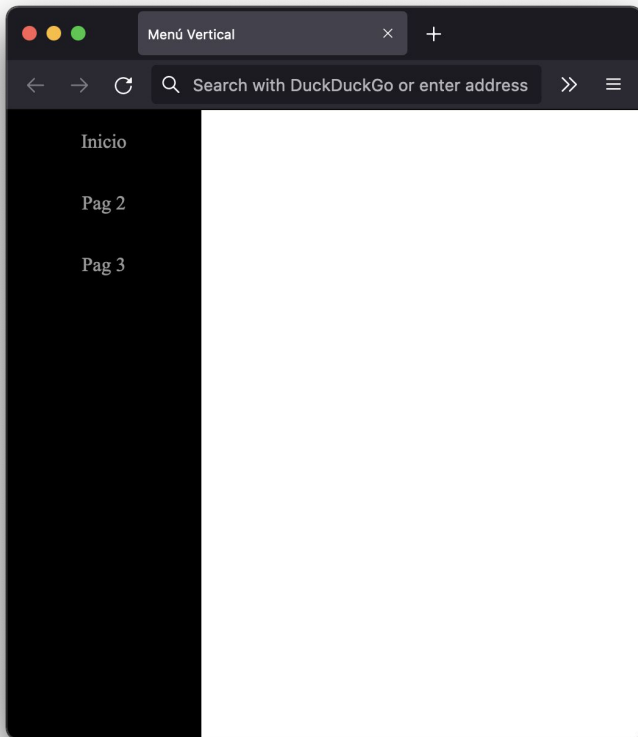 Menú Vertical
Search with DuckDuckGo or enter address
Inicio
Pag 2
Pag 3